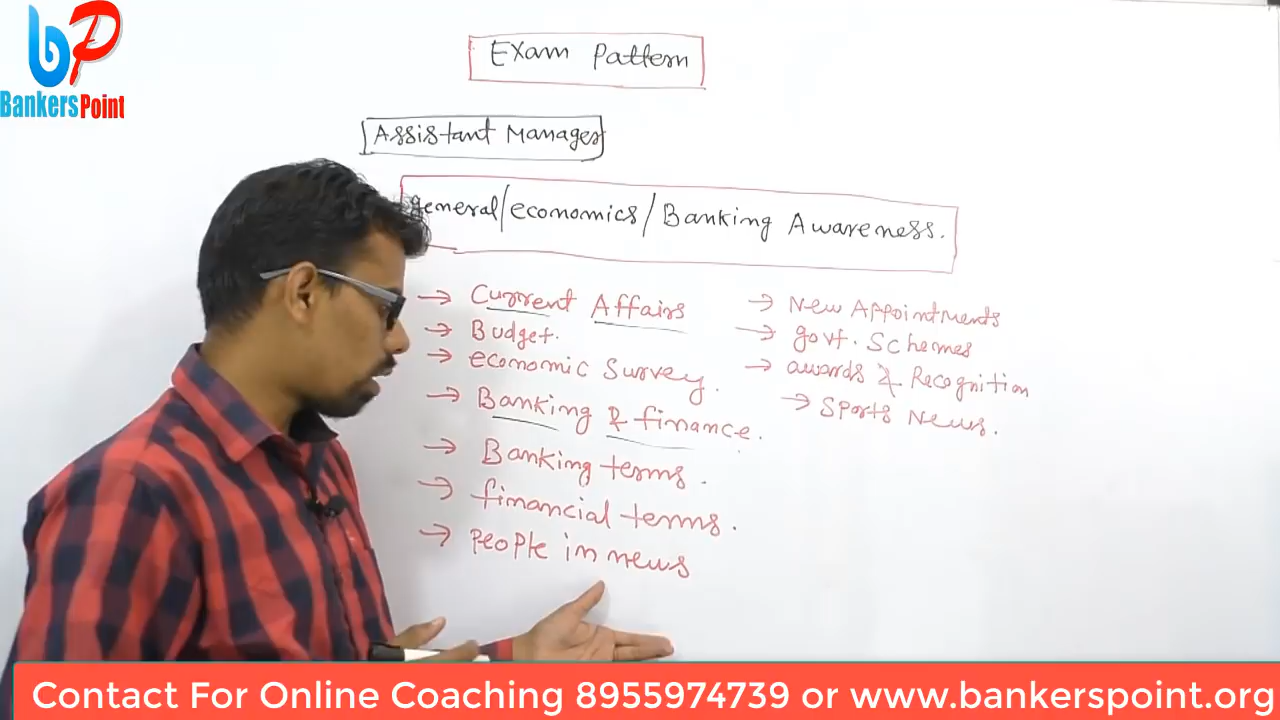 BP
BankersPoint
Exam Pattern
Assistant Manager
general/economics/Banking Awareness.
→ Current Affairs
→ Budget.
→ economic Survey.
→ Banking & finance.
→ Banking terms.
→ financial terms.
→ People in news
→ New Appointments
→ govt. Schemes
→ awards & Recognition
→ Sports News.
Contact For Online Coaching 8955974739 or www.bankerspoint.org